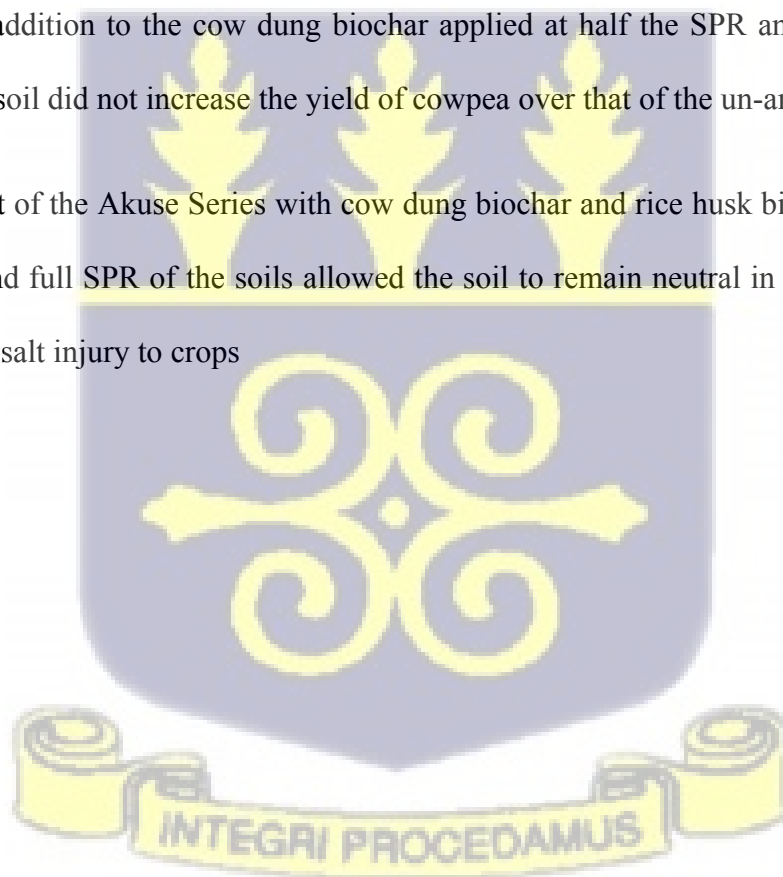 addition to the cow dung biochar applied at half the SPR an
soil did not increase the yield of cowpea over that of the un-a
t of the Akuse Series with cow dung biochar and rice husk bi
nd full SPR of the soils allowed the soil to remain neutral in
salt injury to crops
INTEGRI PROCEDAMUS